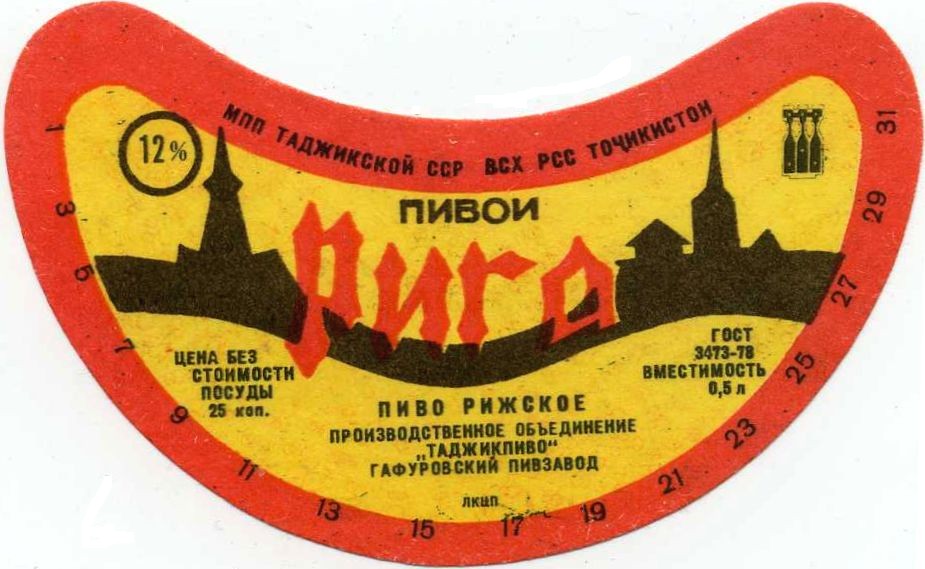 МПП ТАДЖИКСКОЙ ССР ВСХ РСС ТОҶИКИСТОН
12%
ПИВОИ
Рига
ЦЕНА БЕЗ
СТОИМОСТИ
ПОСУДЫ
25 коп.
ГОСТ
3473-78
ВМЕСТИМОСТЬ
0,5 л
ПИВО РИЖСКОЕ
ПРОИЗВОДСТВЕННОЕ ОБЪЕДИНЕНИЕ
„ТАДЖИКПИВО“
ГАФУРОВСКИЙ ПИВЗАВОД
ЛКЦП
1
3
5
7
9
11
13
15
17
19
21
23
25
27
29
31